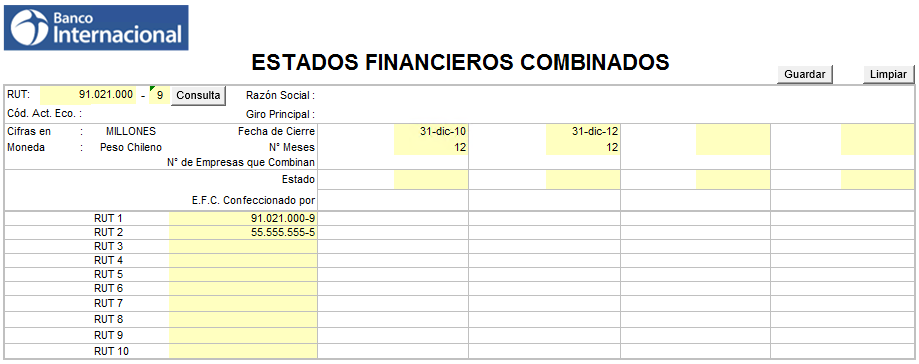 Banco
Internacional
ESTADOS FINANCIEROS COMBINADOS
Guardar Limpiar
RUT: 91.021.000 - 9 Consulta Razón Social :
Cód. Act. Eco. : Giro Principal :
Cifras en : MILLONES Fecha de Cierre 31-dic-10 31-dic-12
Moneda : Peso Chileno N° Meses 12 12
N° de Empresas que Combinan
Estado
E.F.C. Confeccionado por
RUT 1 91.021.000-9
RUT 2 55.555.555-5
RUT 3
RUT 4
RUT 5
RUT 6
RUT 7
RUT 8
RUT 9
RUT 10